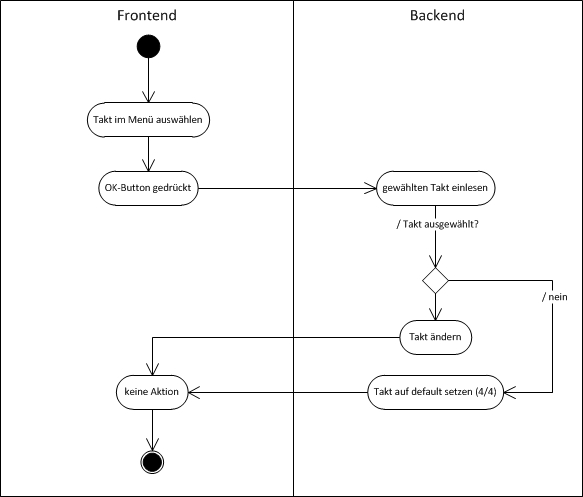 Frontend
Backend
Takt im Menü auswählen
OK-Button gedrückt
gewählten Takt einlesen
/ Takt ausgewählt?
/ nein
Takt ändern
keine Aktion
Takt auf default setzen (4/4)